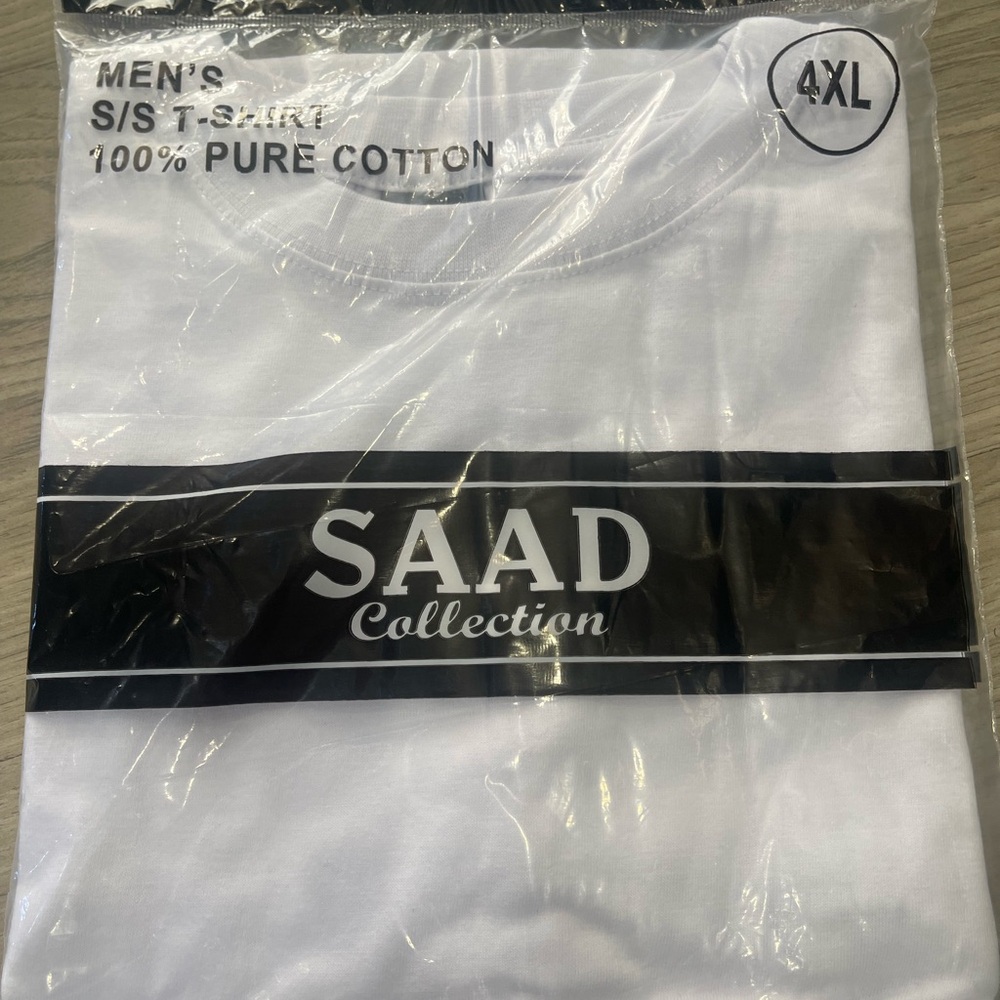 MEN'S
S/S T-SHIRT
100% PURE COTTON
4XL
SAAD
Collection